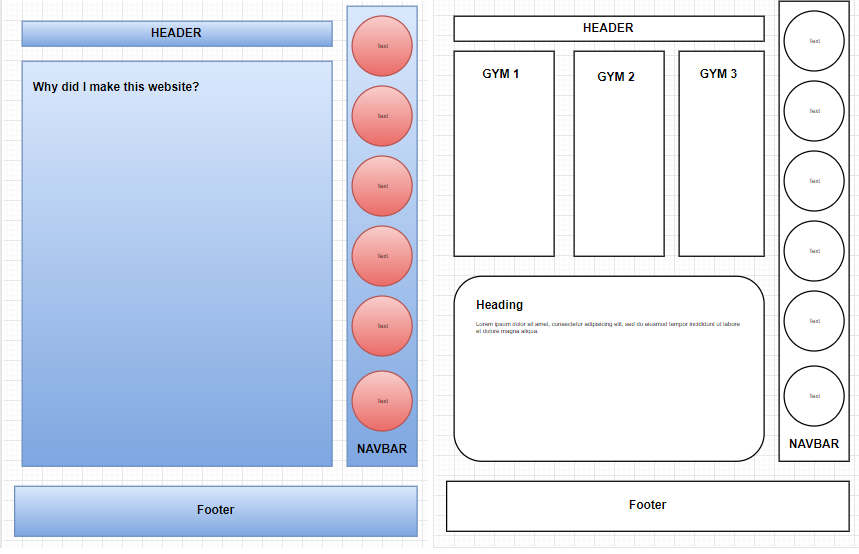 HEADER
Why did I make this website?
Text
Text
Text
Text
Text
Text
NAVBAR
Footer
HEADER
GYM 1
GYM 2
GYM 3
Heading
Lorem ipsum dolor sit amet, consectetur adipisicing elit, sed do eiusmod tempor incididunt ut labore
et dolore magna aliqua.
Text
Text
Text
Text
Text
Text
NAVBAR
Footer